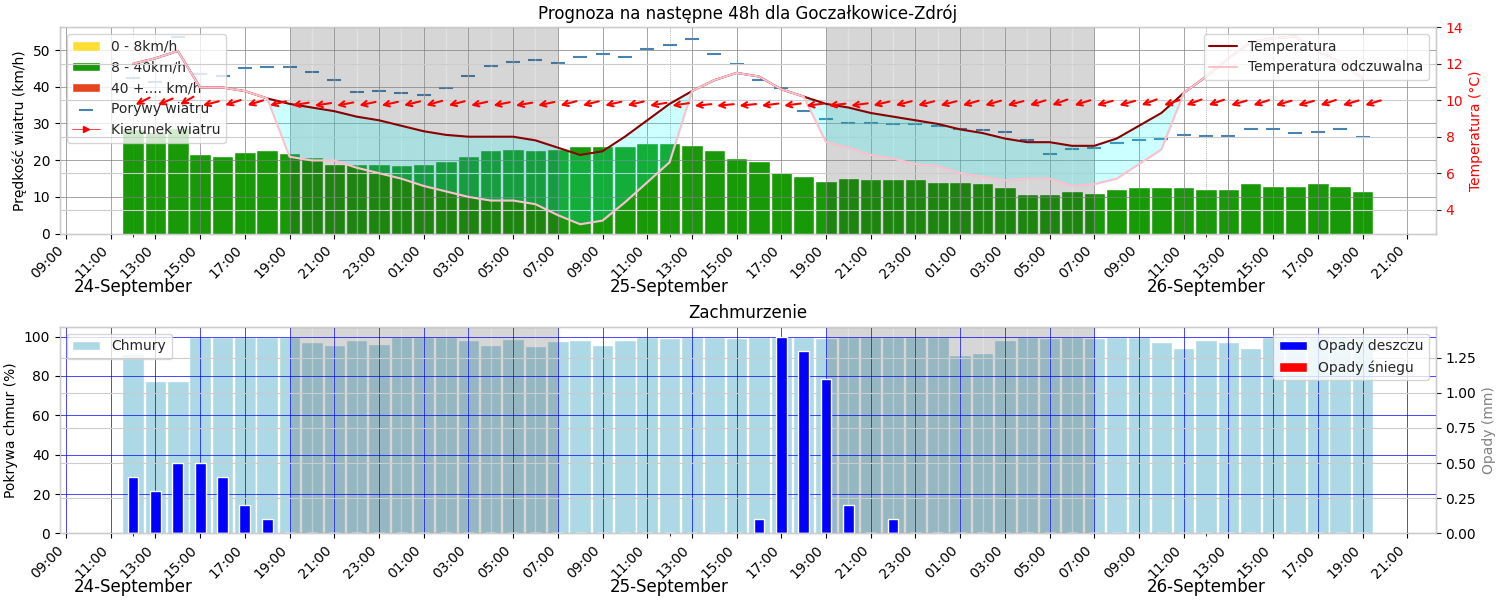 Prognoza na następne 48h dla Goczałkowice-Zdrój
Prędkość wiatru (km/h)
50
40
30
20
10
0
0 - 8km/h
8 - 40km/h
40 +.... km/h
Porywy wiatru
Kierunek wiatru
Temperatura
Temperatura odczuwalna
14
12
10
8
6
4
Temperatura (°C)
09:00 11:00 13:00 15:00 17:00 19:00 21:00 23:00 01:00 03:00 05:00 07:00 09:00 11:00 13:00 15:00 17:00 19:00 21:00 23:00 01:00 03:00 05:00 07:00 09:00 11:00 13:00 15:00 17:00 19:00 21:00
24-September 25-September 26-September
Zachmurzenie
Pokrywa chmur (%)
100
80
60
40
20
0
Chmury
Opady deszczu
Opady śniegu
1.25
1.00
0.75
0.50
0.25
0.00
Opady (mm)
09:00 11:00 13:00 15:00 17:00 19:00 21:00 23:00 01:00 03:00 05:00 07:00 09:00 11:00 13:00 15:00 17:00 19:00 21:00 23:00 01:00 03:00 05:00 07:00 09:00 11:00 13:00 15:00 17:00 19:00 21:00
24-September 25-September 26-September